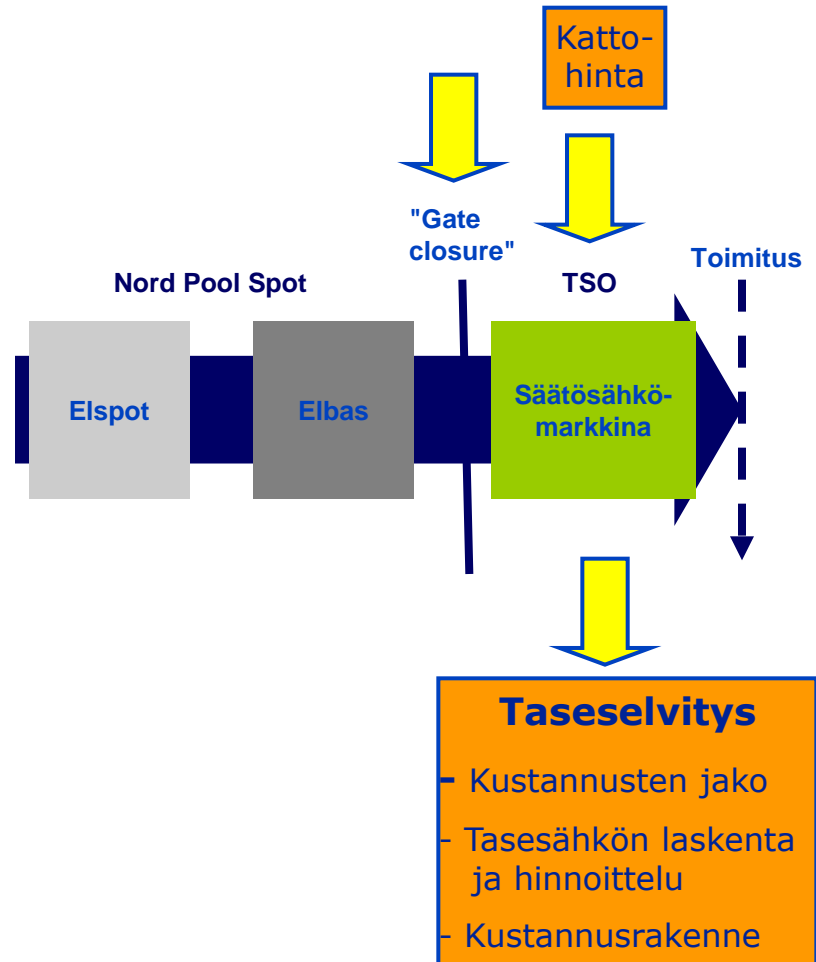 Katto-
hinta
"Gate
closure"
Nord Pool Spot
TSO
Toimitus
Elspot
Elbas
Säätösähkö-
markkina
Taseselvitys
- Kustannusten jako
- Tasesähkön laskenta
ja hinnoittelu
- Kustannusrakenne